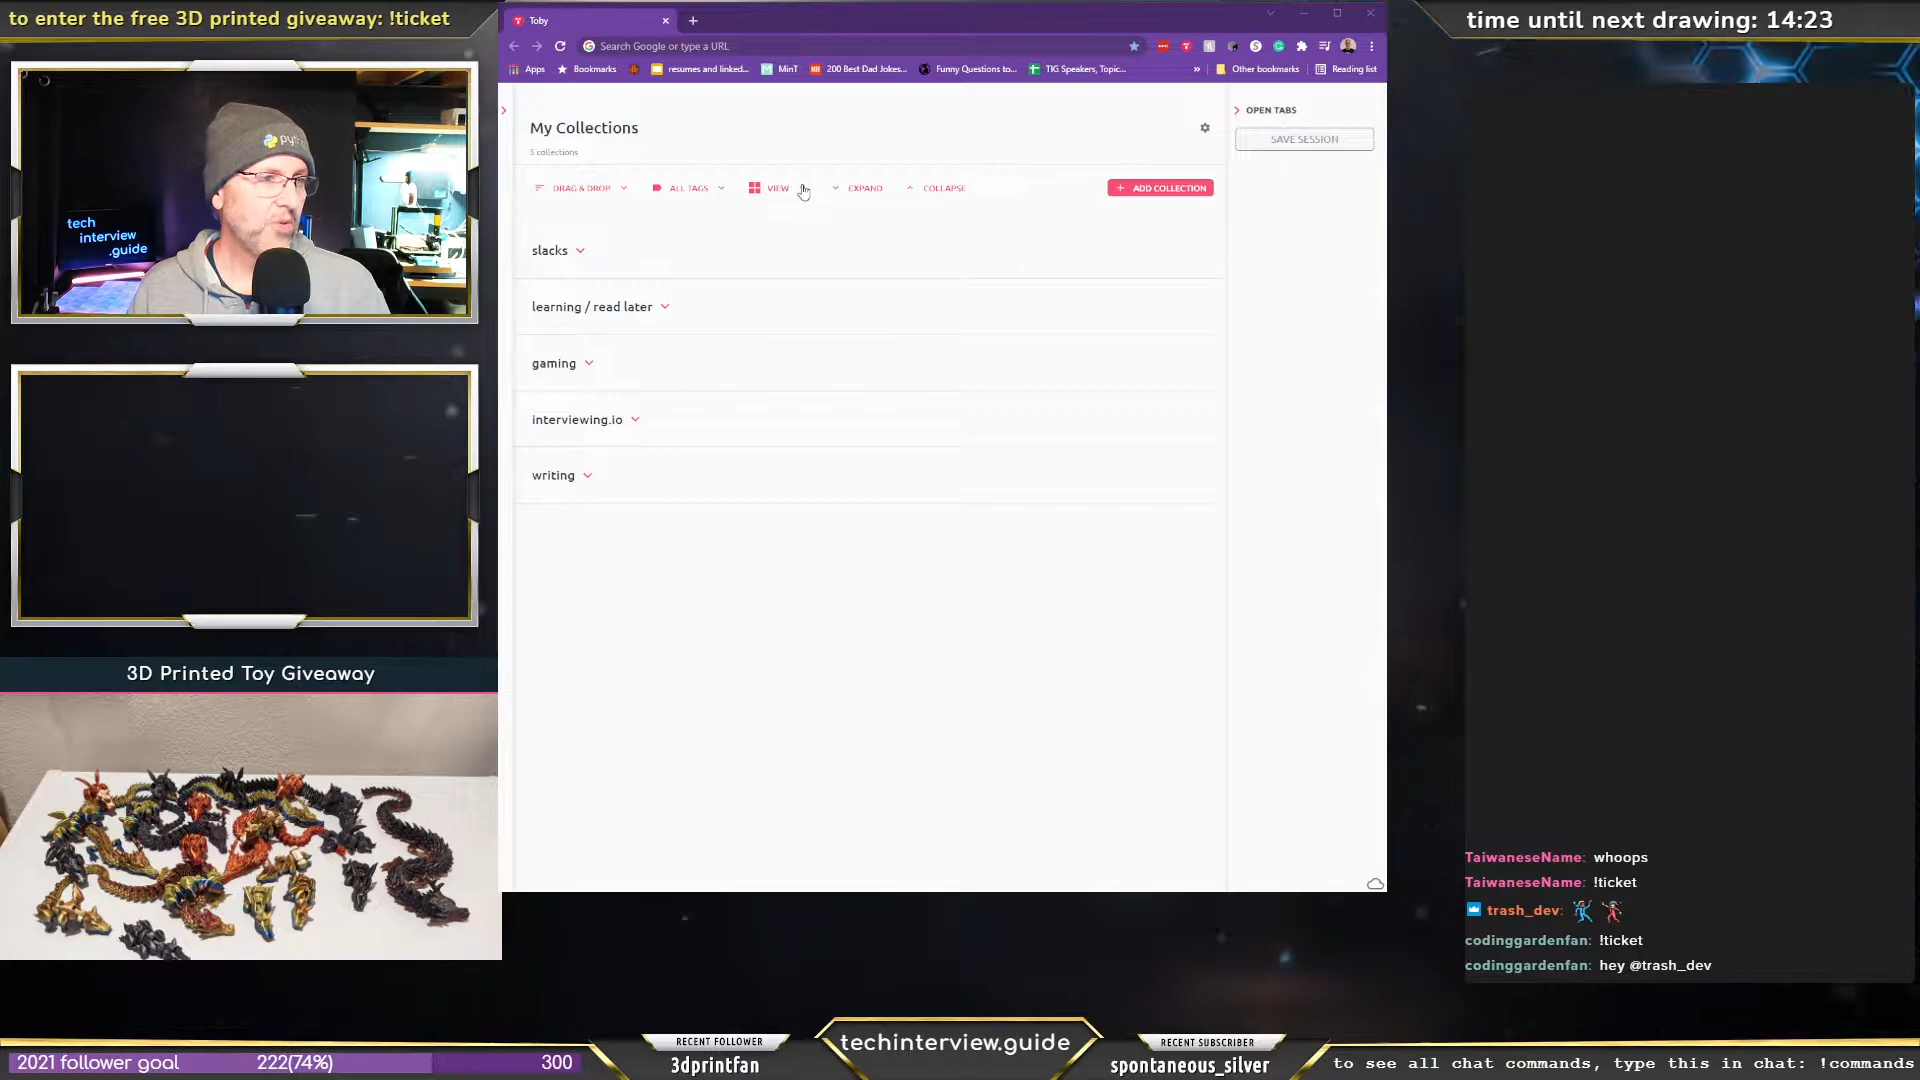 to enter the free 3D printed giveaway: !ticket
time until next drawing: 14:23
Toby
Search Google or type a URL
Apps
Bookmarks
resumes and linked...
MinT
200 Best Dad Jokes...
Funny Questions to...
TIG Speakers, Topic...
»
Other bookmarks
Reading list
tech
interview
.guide
My Collections
5 collections
DRAG & DROP
ALL TAGS
VIEW
EXPAND
COLLAPSE
+ ADD COLLECTION
OPEN TABS
SAVE SESSION
slacks
learning / read later
gaming
interviewing.io
writing
3D Printed Toy Giveaway
TaiwaneseName: whoops
TaiwaneseName: !ticket
trash_dev:
codinggardenfan: !ticket
codinggardenfan: hey @trash_dev
2021 follower goal 222(74%) 300
RECENT FOLLOWER
3dprintfan
techinterview.guide
RECENT SUBSCRIBER
spontaneous_silver
to see all chat commands, type this in chat: !commands